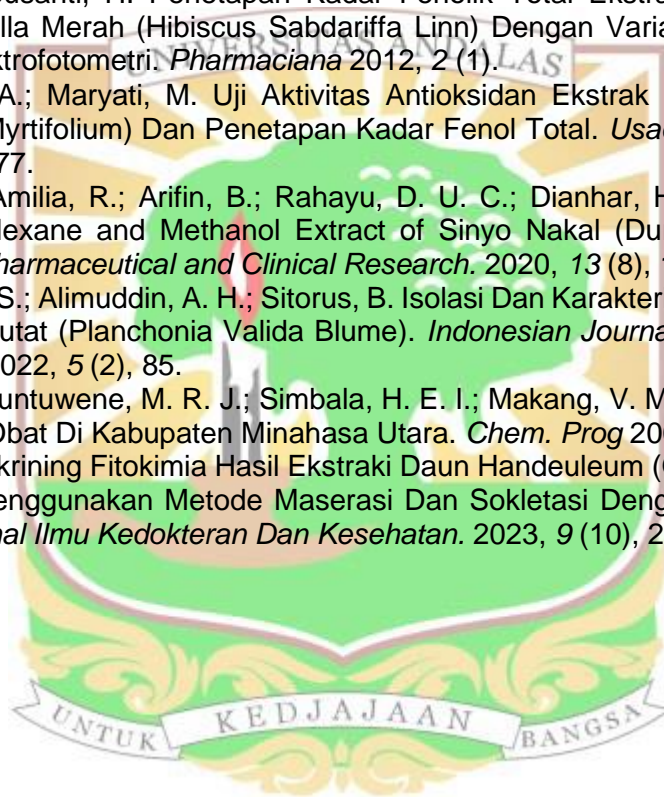 usanti, H. Penetapan Kadar Fenolik Total Ekstr
lla Merah (Hibiscus Sabdariffa Linn) Dengan Varia
ktrofotometri. Pharmaciana 2012, 2 (1).
UNIVERSITAS ANDALAS
A.; Maryati, M. Uji Aktivitas Antioksidan Ekstrak
Myrtifolium) Dan Penetapan Kadar Fenol Total. Usa
77.
Amilia, R.; Arifin, B.; Rahayu, D. U. C.; Dianhar, H
Hexane and Methanol Extract of Sinyo Nakal (Du
harmaceutical and Clinical Research. 2020, 13 (8),
S.; Alimuddin, A. H.; Sitorus, B. Isolasi Dan Karakter
utat (Planchonia Valida Blume). Indonesian Journa
2022, 5 (2), 85.
untuwene, M. R. J.; Simbala, H. E. I.; Makang, V. M
Obat Di Kabupaten Minahasa Utara. Chem. Prog 200
krining Fitokimia Hasil Ekstraki Daun Handeuleum (
enggunakan Metode Maserasi Dan Sokletasi Deng
nal Ilmu Kedokteran Dan Kesehatan. 2023, 9 (10), 2
UNTUK KEDJAJAAN BANGSA